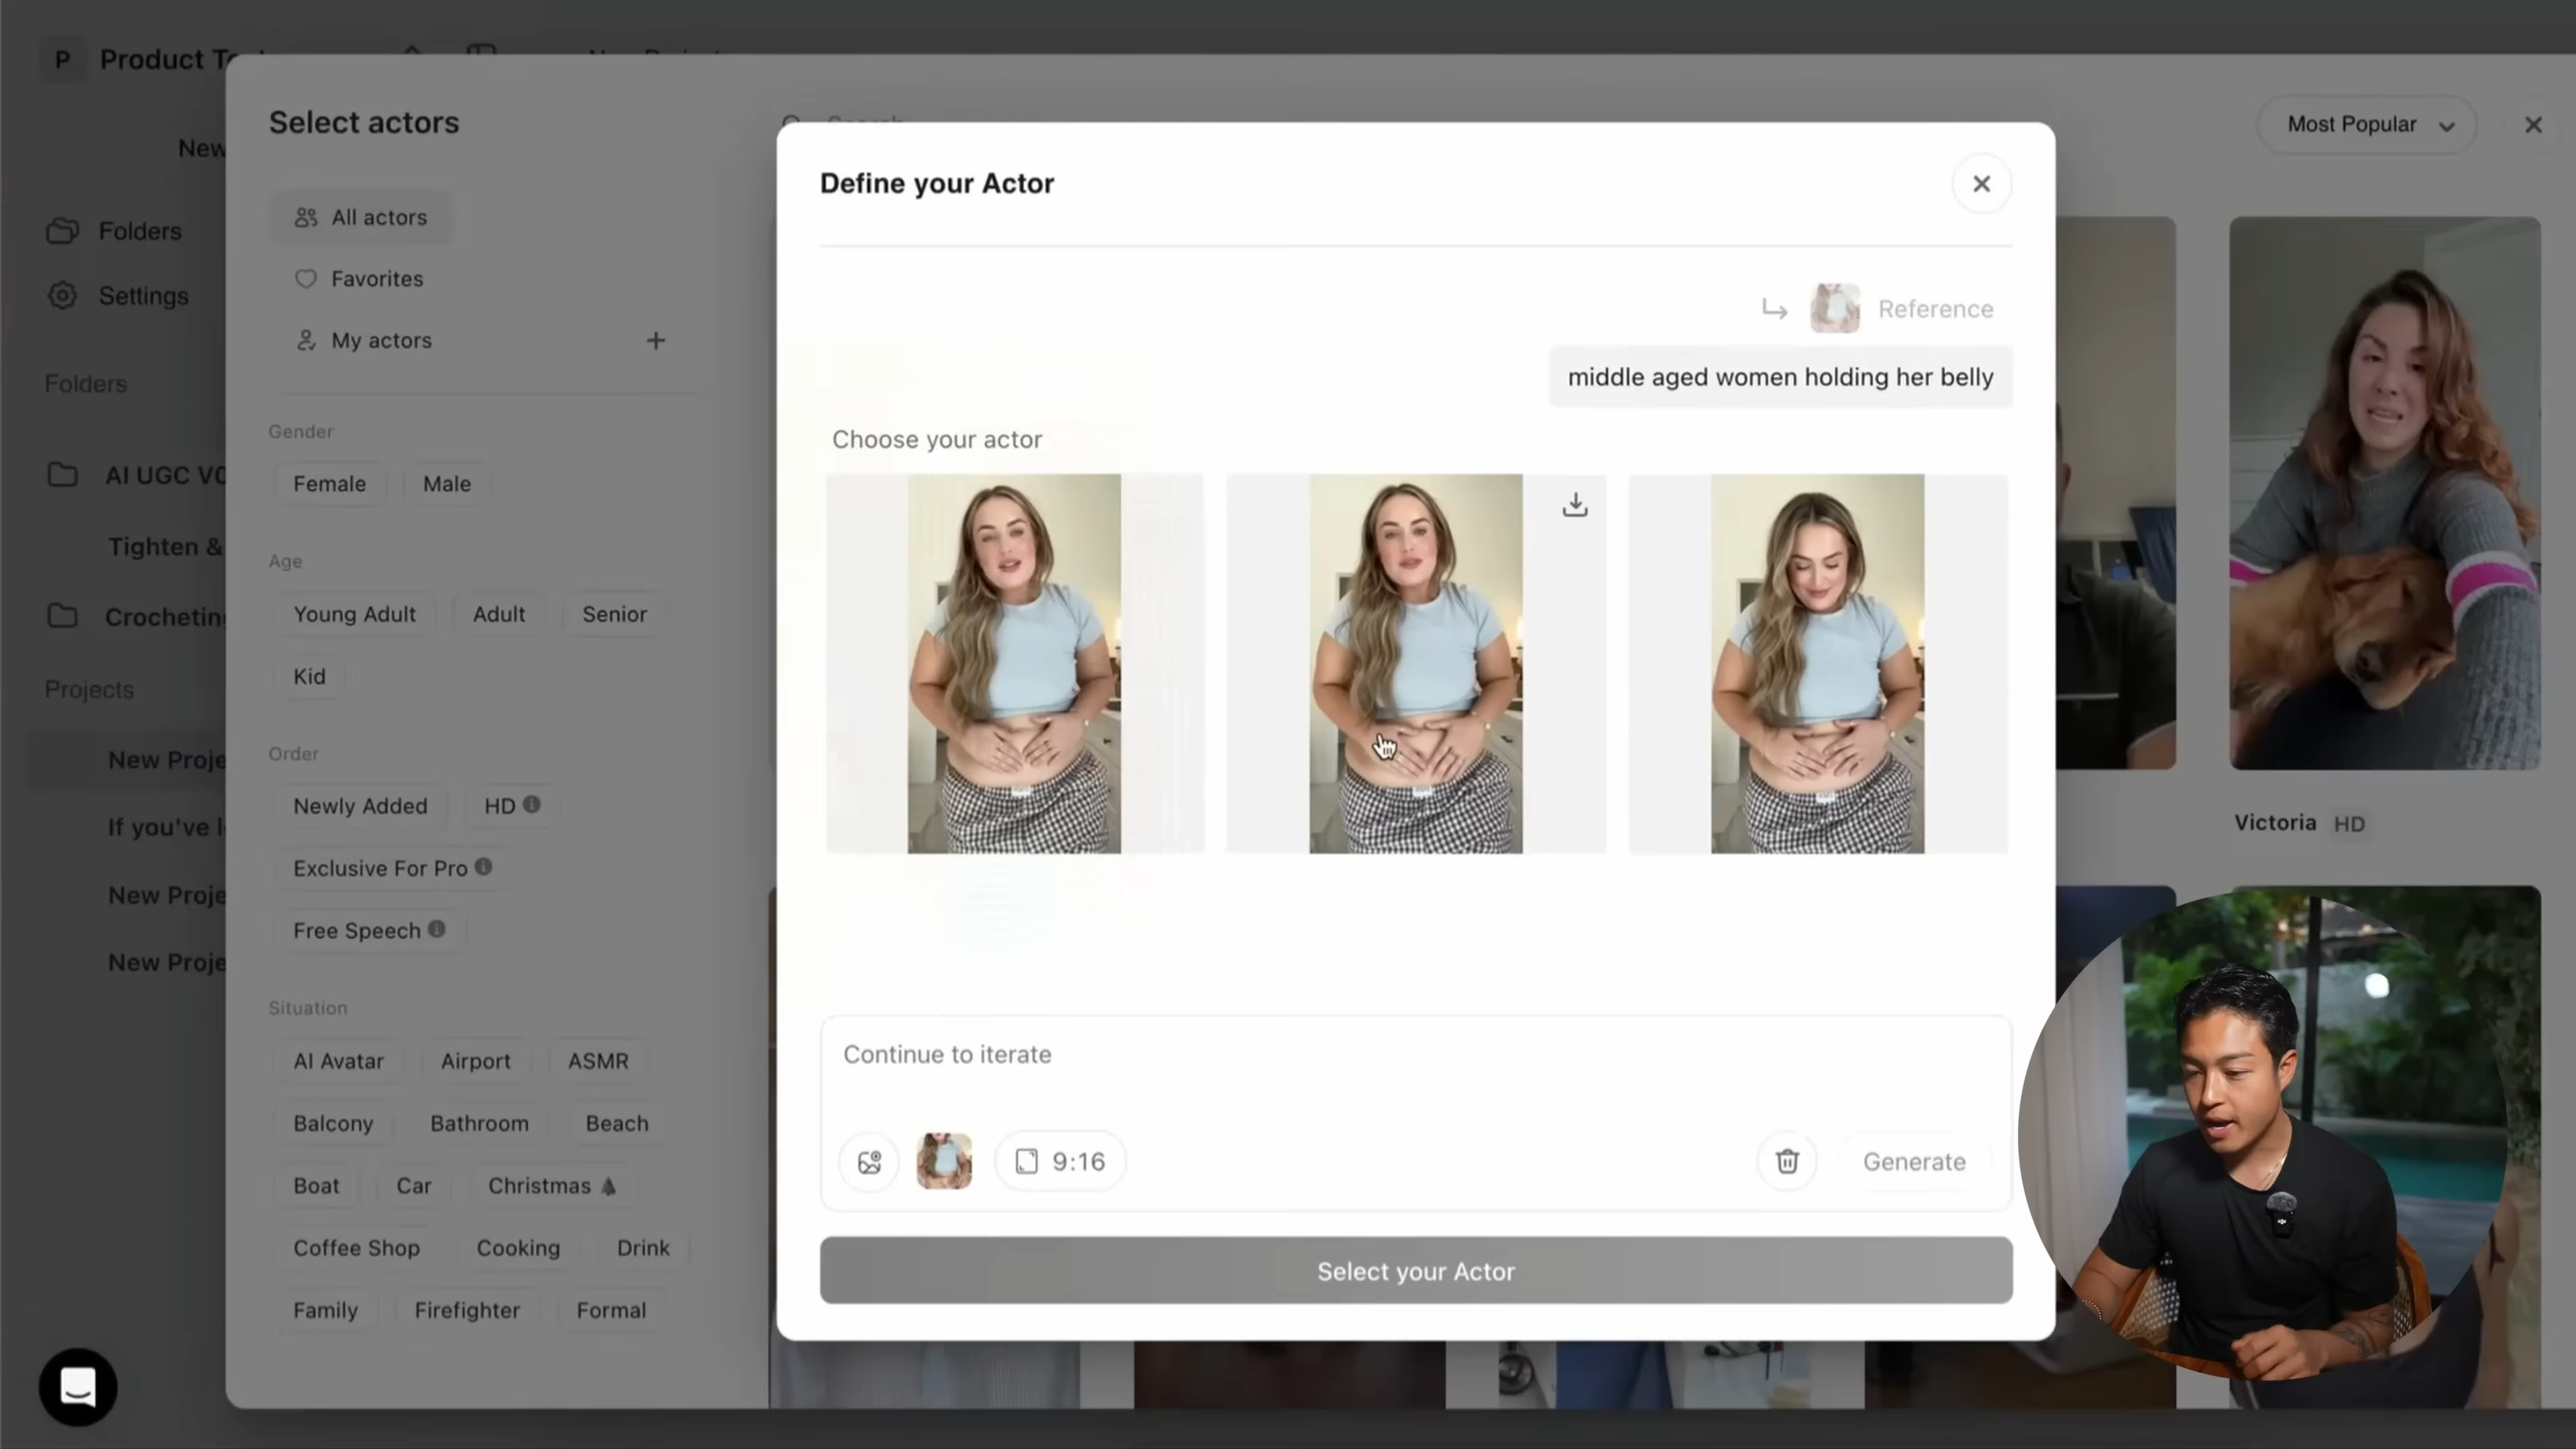 P Product
New
Folders
Settings
Folders
AI UGC
Tighten &
Projects
New
If you've
New
New
Select actors
All actors
Favorites
My actors +
Gender
Female Male
Age
Young Adult Adult Senior
Kid
Order
Newly Added HD
Exclusive For Pro
Free Speech
Situation
AI Avatar Airport ASMR
Balcony Bathroom Beach
Boat Car Christmas
Coffee Shop Cooking Drink
Family Firefighter Formal
Most Popular
Define your Actor
Reference
middle aged women holding her belly
Choose your actor
Continue to iterate
9:16
Generate
Select your Actor
Victoria HD